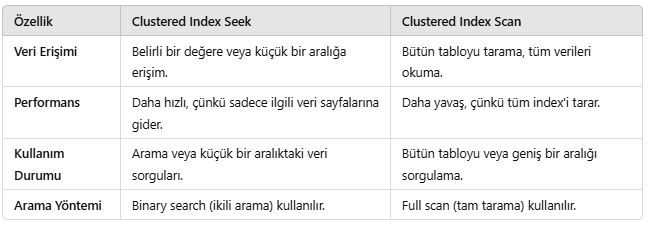 Özellik Clustered Index Seek Clustered Index Scan
Veri Erişimi Belirli bir değere veya küçük bir aralığa Bütün tabloyu tarama, tüm verileri
erişim. okuma.
Performans Daha hızlı, çünkü sadece ilgili veri sayfalarına Daha yavaş, çünkü tüm index'i tarar.
gider.
Kullanım Arama veya küçük bir aralıktaki veri Bütün tabloyu veya geniş bir aralığı
Durumu sorguları. sorgulama.
Arama Yöntemi Binary search (ikili arama) kullanılır. Full scan (tam tarama) kullanılır.